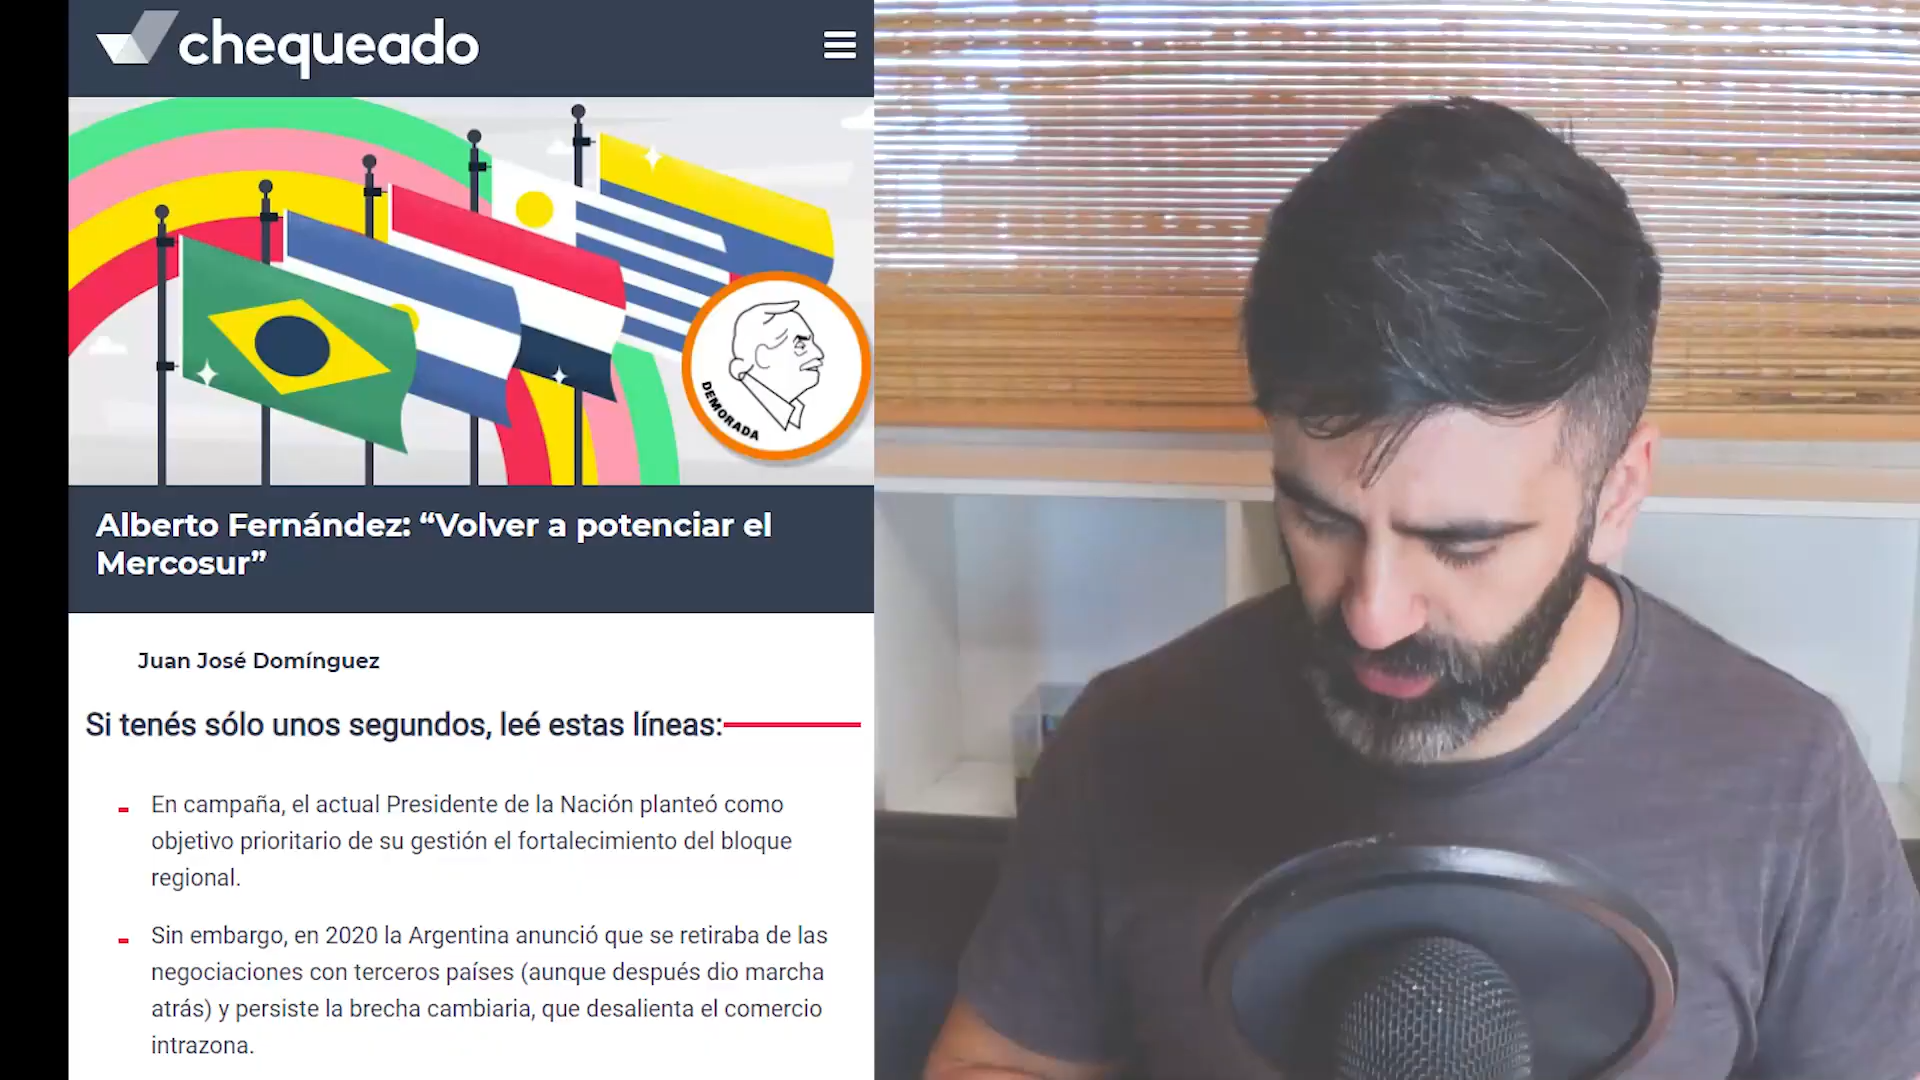 chequeado
DEMORADA
Alberto Fernández: “Volver a potenciar el
Mercosur”
Juan José Domínguez
Si tenés sólo unos segundos, leé estas líneas:
En campaña, el actual Presidente de la Nación planteó como
objetivo prioritario de su gestión el fortalecimiento del bloque
regional.
Sin embargo, en 2020 la Argentina anunció que se retiraba de las
negociaciones con terceros países (aunque después dio marcha
atrás) y persiste la brecha cambiaria, que desalienta el comercio
intrazona.